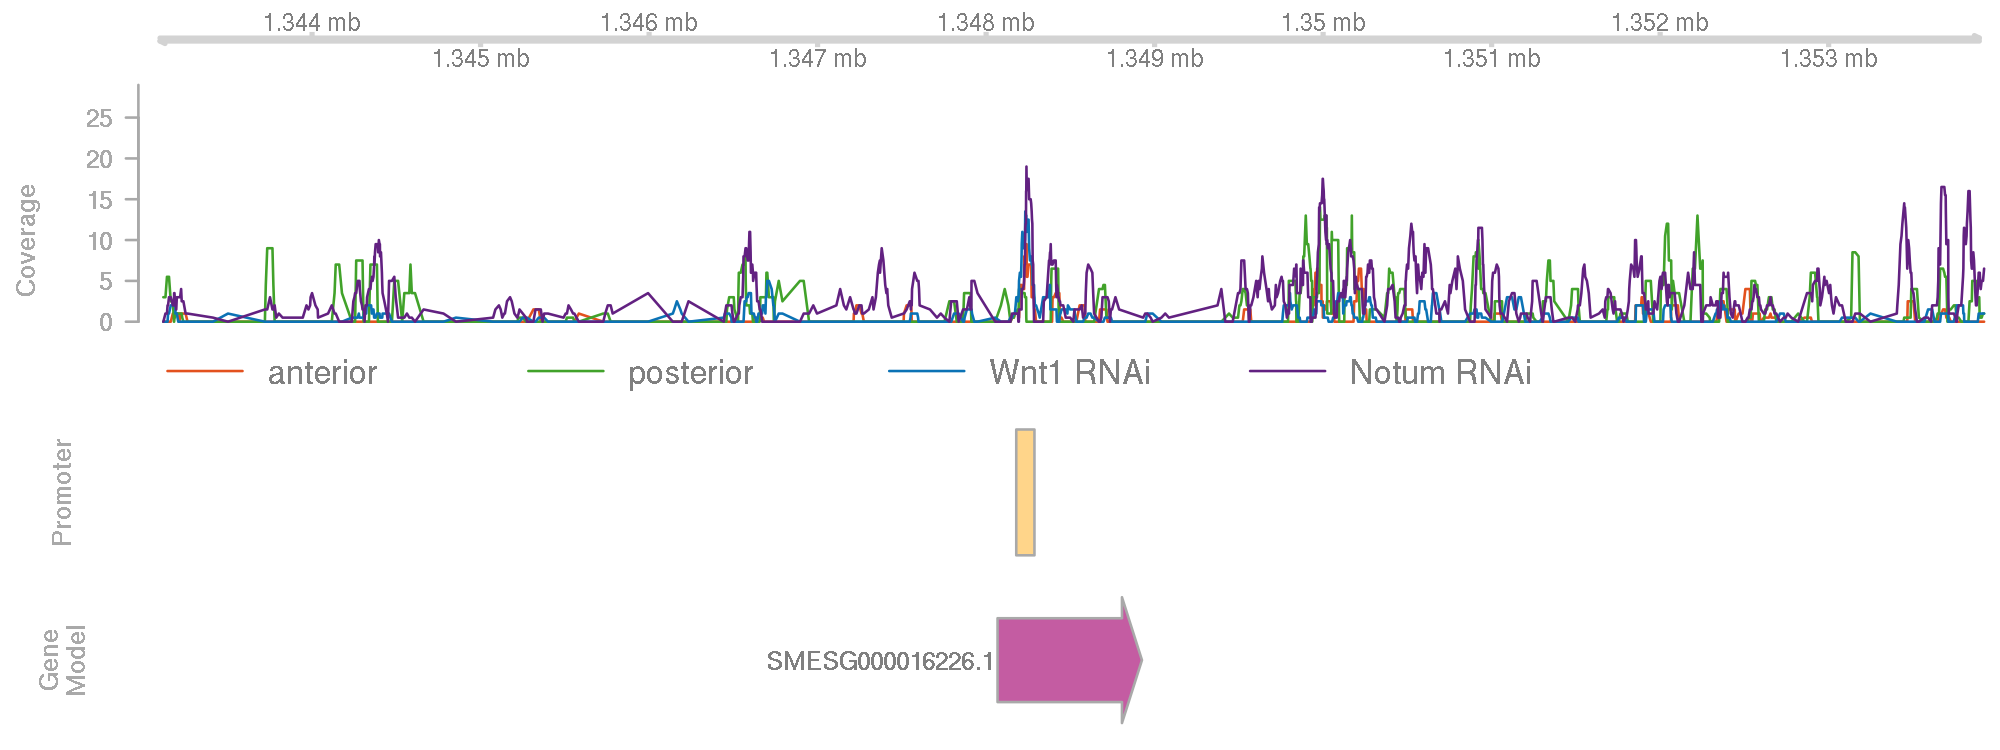 1.344 mb 1.346 mb 1.348 mb 1.35 mb 1.352 mb
1.345 mb 1.347 mb 1.349 mb 1.351 mb 1.353 mb
Coverage
25
20
15
10
5
0
anterior posterior Wnt1 RNAi Notum RNAi
Promoter
Gene
Model
SMESG000016226.1